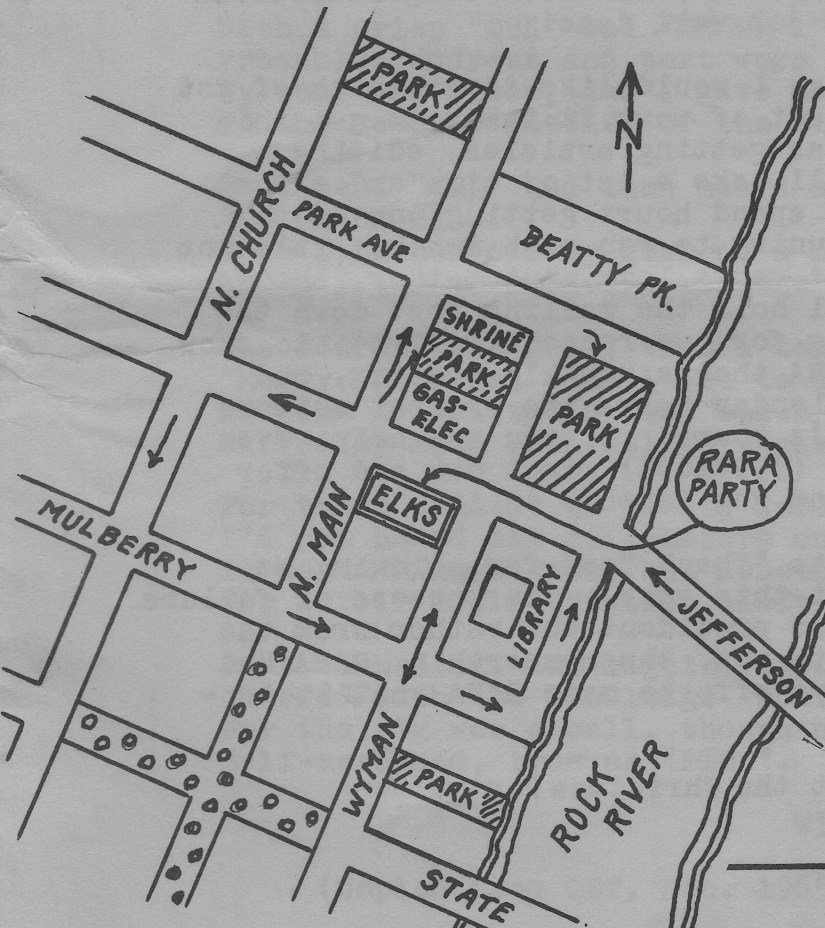 PARK
N
N. CHURCH
PARK AVE
BEATTY PK.
SHRINE
PARK
GAS-
ELEC
PARK
RARA
PARTY
ELKS
N. MAIN
MULBERRY
LIBRARY
JEFFERSON
WYMAN
PARK
ROCK
RIVER
STATE